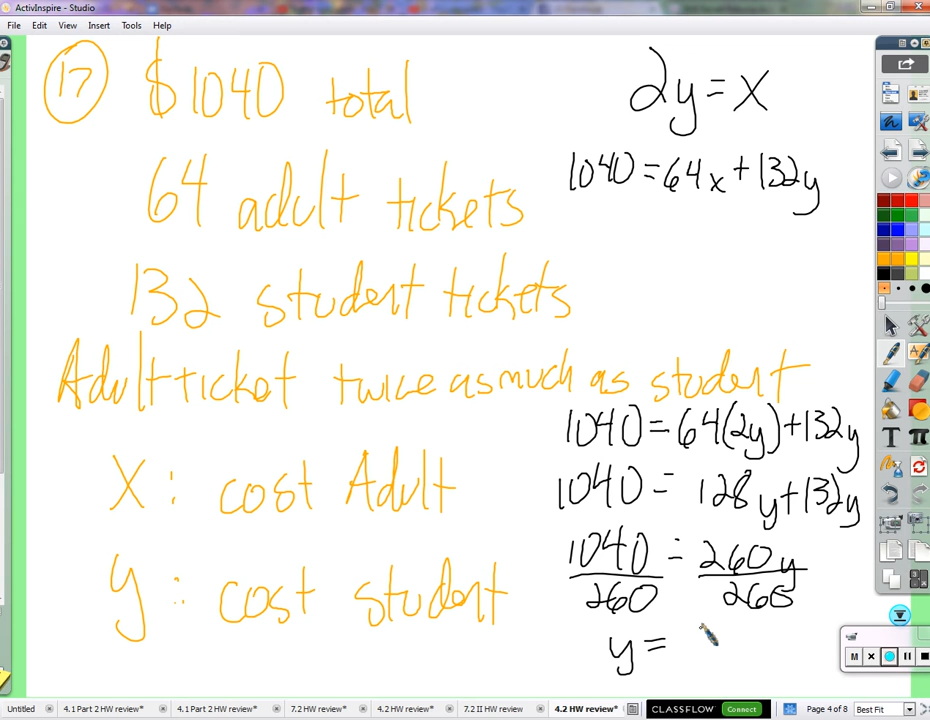 ActivInspire - Studio
File Edit View Insert Tools Help
17 $1040 total
64 adult tickets
132 student tickets
Adult ticket twice as much as student
x: cost Adult
y: cost student
2y = x
1040 = 64x + 132y
1040 = 64(2y) + 132y
1040 = 128y + 132y
1040 = 260y
260 260
y =
M
Untitled 4.1 Part 2 HW review* 4.1 Part 2 HW review* 7.2 HW review* 4.2 HW review* 7.2 II HW review 4.2 HW review* CLASSFLOW Connect Page 4 of 8 Best Fit